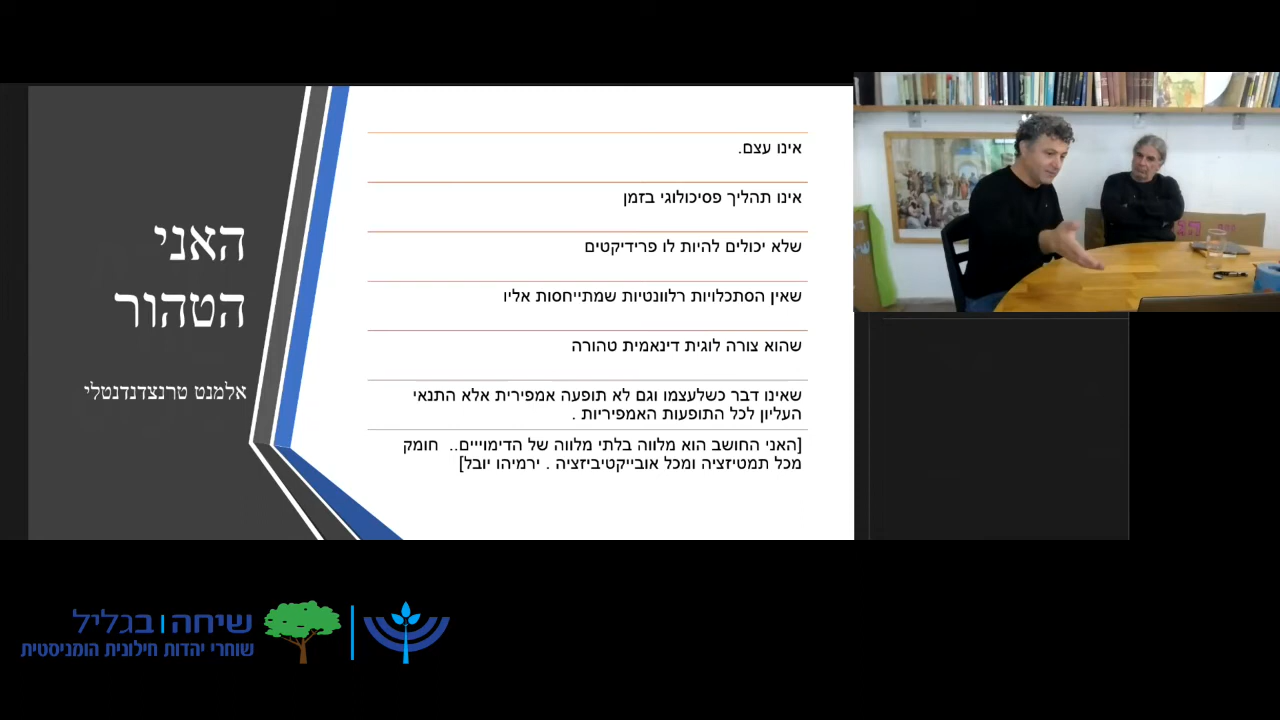 האני
הטהור
אלמנט טרנצדנדנטלי
אינו עצם.
אינו תהליך פסיכולוגי בזמן
שלא יכולים להיות לו פרידיקטים
שאין הסתכלויות רלוונטיות שמתייחסות אליו
שהוא צורה לוגית דינאמית טהורה
שאינו דבר כשלעצמו וגם לא תופעה אמפירית אלא התנאי
העליון לכל התופעות האמפיריות .
[האני החושב הוא מלווה בלתי מלווה של הדימוייים.. חומק
מכל תמטיזציה ומכל אובייקטיביזציה . ירמיהו יובל]
שיחה | בגליל
שוחרי יהדות חילונית הומניסטית